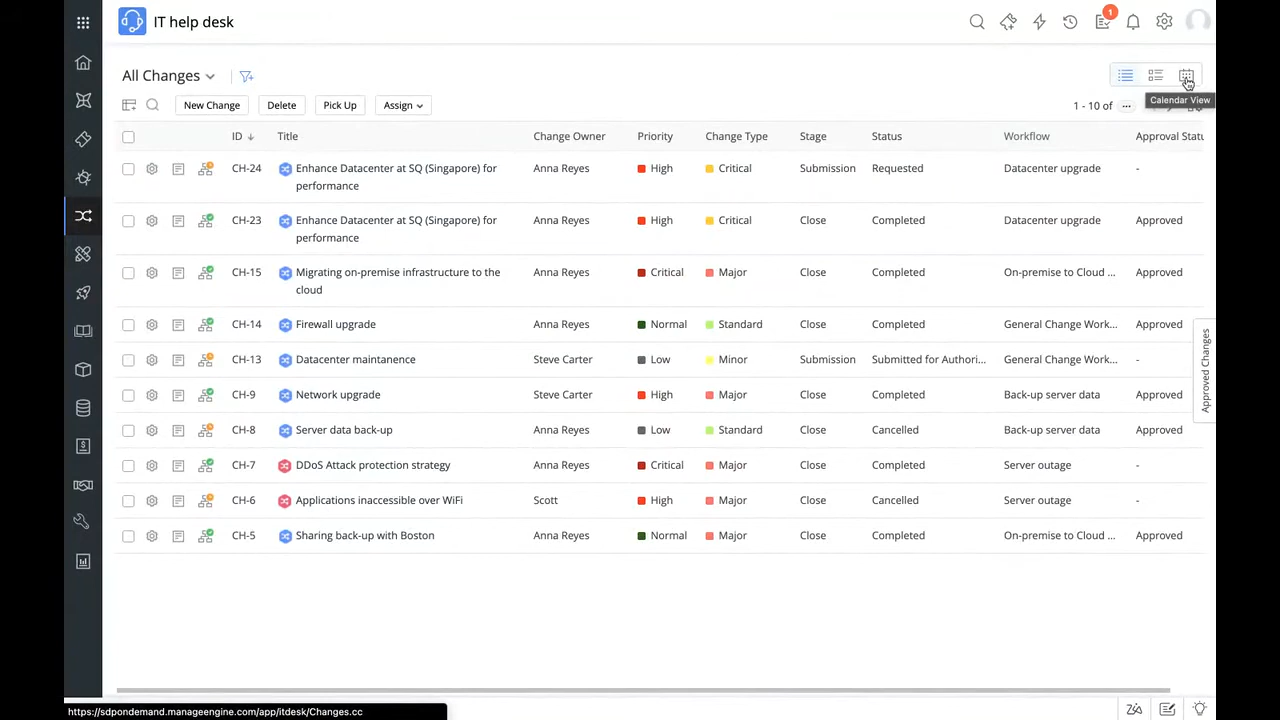 IT help desk
1
All Changes
Calendar View
New Change Delete Pick Up Assign 1 - 10 of ...
ID Title Change Owner Priority Change Type Stage Status Workflow Approval Statu
CH-24 Enhance Datacenter at SQ (Singapore) for Anna Reyes High Critical Submission Requested Datacenter upgrade -
performance
CH-23 Enhance Datacenter at SQ (Singapore) for Anna Reyes High Critical Close Completed Datacenter upgrade Approved
performance
CH-15 Migrating on-premise infrastructure to the Anna Reyes Critical Major Close Completed On-premise to Cloud ... Approved
cloud
CH-14 Firewall upgrade Anna Reyes Normal Standard Close Completed General Change Work... Approved
CH-13 Datacenter maintanence Steve Carter Low Minor Submission Submitted for Authori... General Change Work... -
CH-9 Network upgrade Steve Carter High Major Close Completed Back-up server data Approved
CH-8 Server data back-up Anna Reyes Low Standard Close Cancelled Back-up server data Approved
CH-7 DDoS Attack protection strategy Anna Reyes Critical Major Close Completed Server outage -
CH-6 Applications inaccessible over WiFi Scott High Major Close Cancelled Server outage -
CH-5 Sharing back-up with Boston Anna Reyes Normal Major Close Completed On-premise to Cloud ... Approved
Approved Changes
https://sdpondemand.manageengine.com/app/itdesk/Changes.cc